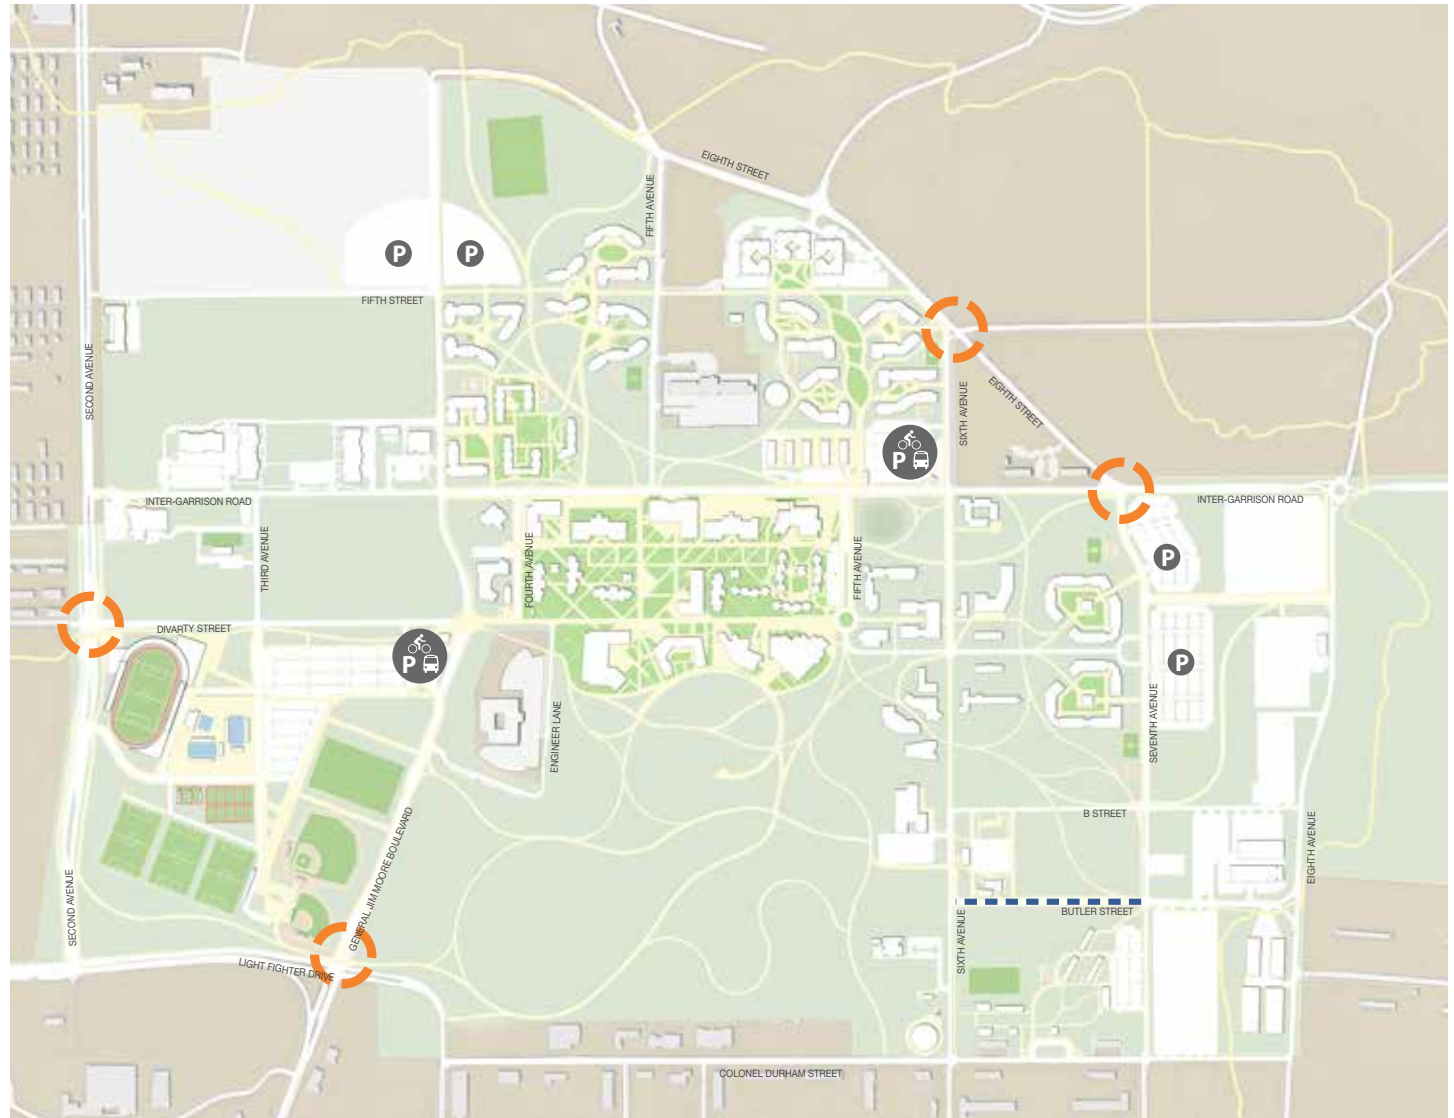 EIGHTH STREET
FIFTH AVENUE
P
P
FIFTH STREET
SECOND AVENUE
EIGHTH STREET
SIXTH AVENUE
P
INTER-GARRISON ROAD
INTER-GARRISON ROAD
THIRD AVENUE
FOURTH AVENUE
FIFTH AVENUE
P
DIVARTY STREET
P
P
ENGINEER LANE
SEVENTH AVENUE
B STREET
GENERAL JIM MOORE BOULEVARD
EIGHTH AVENUE
SECOND AVENUE
BUTLER STREET
SIXTH AVENUE
LIGHT FIGHTER DRIVE
COLONEL DURHAM STREET